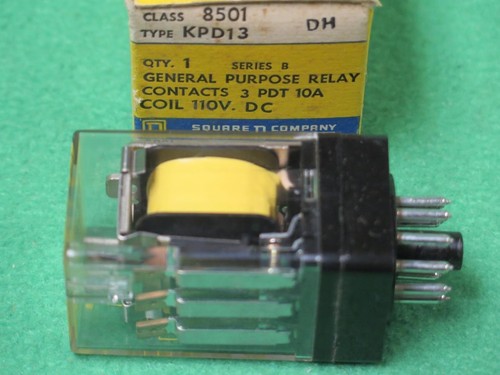 CLASS 8501
TYPE KPD13 DH
QTY. 1 SERIES B
GENERAL PURPOSE RELAY
CONTACTS 3 PDT 10A
COIL 110V. DC
SQUARE D COMPANY